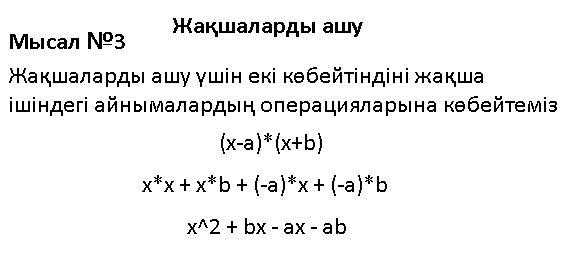 Жақшаларды ашу
Мысал №3
Жақшаларды ашу үшін екі көбейтіндіні жақша
ішіндегі айнымалардың операцияларына көбейтеміз
(x-a)*(x+b)
x*x + x*b + (-a)*x + (-a)*b
x^2 + bx - ax - ab